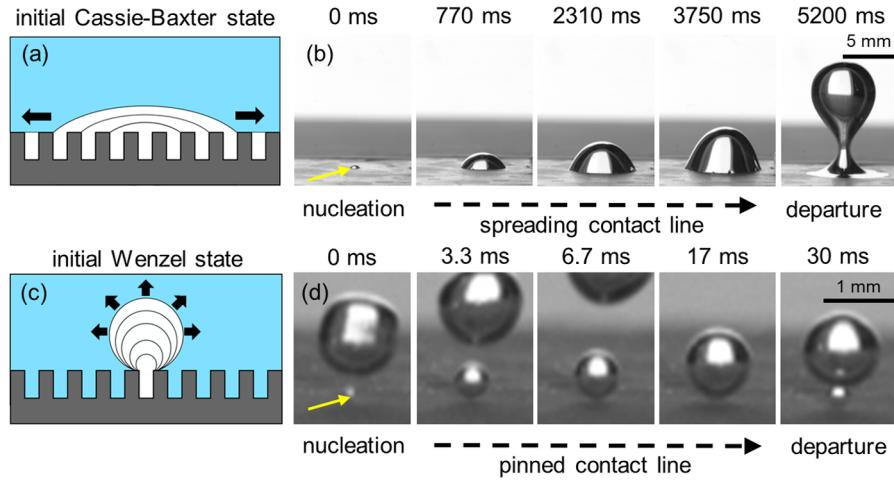 initial Cassie-Baxter state
0 ms 770 ms 2310 ms 3750 ms 5200 ms
(a)
(b)
5 mm
nucleation
spreading contact line
departure
initial Wenzel state
0 ms 3.3 ms 6.7 ms 17 ms 30 ms
(c)
(d)
1 mm
nucleation
pinned contact line
departure